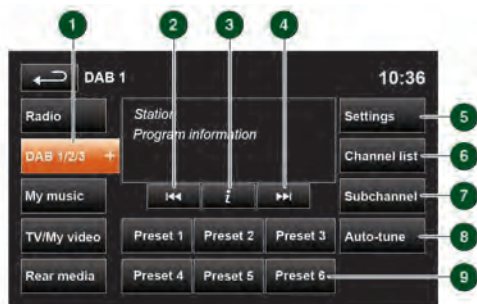 1 2 3 4
DAB 1 10:36
Radio Station Settings 5
Program information
DAB 1/2/3 + Channel list 6
My music i Subchannel 7
TV/My video Preset 1 Preset 2 Preset 3 Auto-tune 8
Rear media Preset 4 Preset 5 Preset 6 9